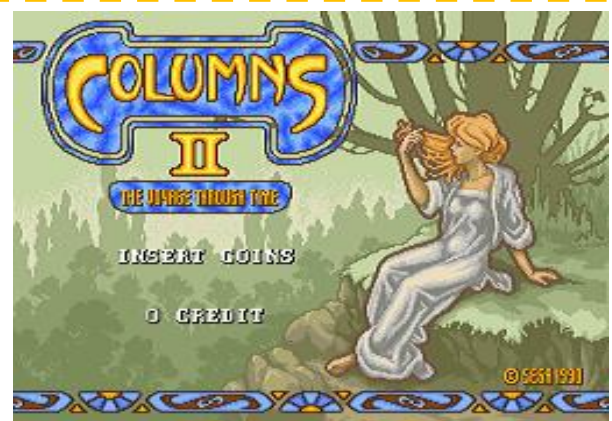 COLUMNS
II
THE VOYAGE THROUGH TIME
INSERT COINS
0 CREDIT
© SEGA 1990